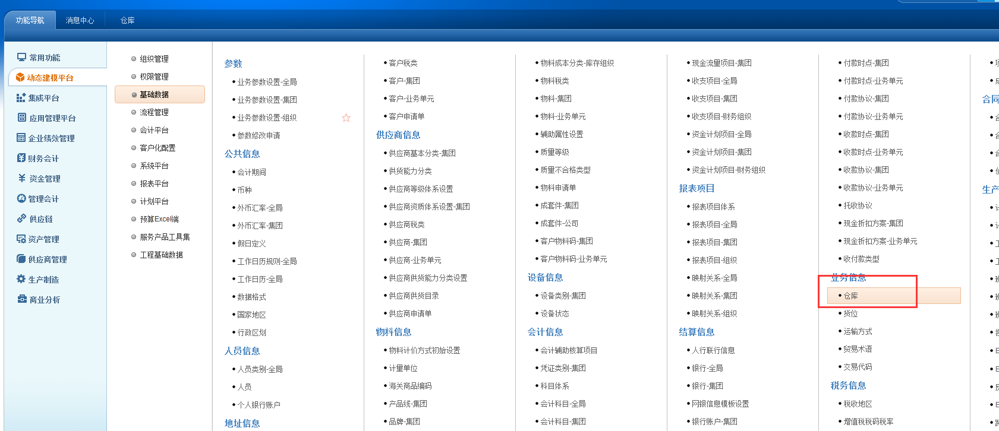 功能导航
消息中心
仓库
常用功能
动态建模平台
集成平台
应用管理平台
企业绩效管理
财务会计
资金管理
管理会计
供应链
资产管理
供应商管理
生产制造
商业分析
组织管理
权限管理
基础数据
流程管理
会计平台
客户化配置
系统平台
报表平台
计划平台
预算Excel端
服务产品工具集
工程基础数据
参数
业务参数设置-全局
业务参数设置-集团
业务参数设置-组织
参数修改申请
公共信息
会计期间
币种
外币汇率-全局
外币汇率-集团
假日定义
工作日历规则-全局
工作日历-全局
数据格式
国家地区
行政区划
人员信息
人员类别-全局
人员
个人银行账户
地址信息
客户税类
客户-集团
客户-业务单元
客户申请单
供应商信息
供应商基本分类-集团
供货能力分类
供应商等级体系设置
供应商资质体系设置-集团
供应商税类
供应商-集团
供应商-业务单元
供应商供货能力分类设置
供应商供货目录
供应商申请单
物料信息
物料计价方式初始设置
计量单位
海关商品编码
产品线-集团
品牌-集团
物料成本分类-库存组织
物料税类
物料-集团
物料-业务单元
辅助属性设置
质量等级
质量不合格类型
物料申请单
成套件-集团
成套件-公司
客户物料码-集团
客户物料码-业务单元
设备信息
设备类别-集团
设备状态
会计信息
会计辅助核算项目
凭证类别-集团
科目体系
会计科目-全局
会计科目-集团
现金流量项目-集团
收支项目-全局
收支项目-集团
收支项目-财务组织
资金计划项目-全局
资金计划项目-集团
资金计划项目-财务组织
报表项目
报表项目体系
报表项目-全局
报表项目-集团
报表项目-组织
映射关系-全局
映射关系-集团
映射关系-组织
结算信息
人行联行信息
银行-全局
银行-集团
网银信息模板设置
银行账户-集团
付款时点-集团
付款时点-业务单元
付款协议-集团
付款协议-业务单元
收款时点-集团
收款时点-业务单元
收款协议-集团
收款协议-业务单元
托收协议
现金折扣方案-集团
现金折扣方案-业务单元
收付款类型
业务信息
仓库
货位
运输方式
贸易术语
交易代码
税务信息
税收地区
增值税税码税率
合同
生产